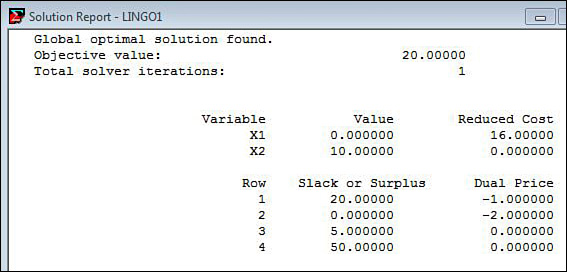 Solution Report - LINGO1
Global optimal solution found.
Objective value: 20.00000
Total solver iterations: 1
Variable Value Reduced Cost
X1 0.000000 16.00000
X2 10.00000 0.000000
Row Slack or Surplus Dual Price
1 20.00000 -1.000000
2 0.000000 -2.000000
3 5.000000 0.000000
4 50.00000 0.000000